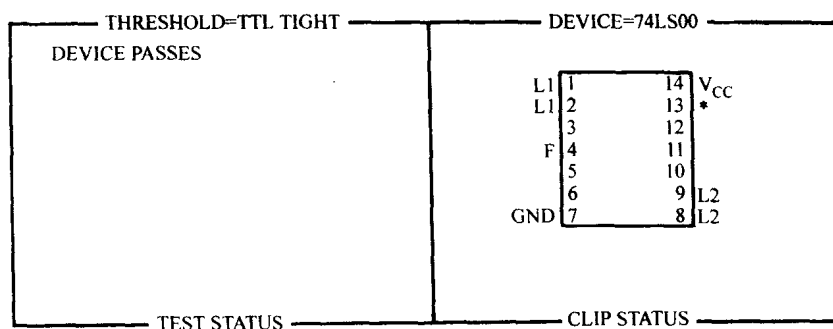 THRESHOLD=TTL TIGHT
DEVICE PASSES
TEST STATUS
DEVICE=74LS00
L1 1 14 VCC
L1 2 13 *
3 12
F 4 11
5 10
6 9 L2
GND 7 8 L2
CLIP STATUS